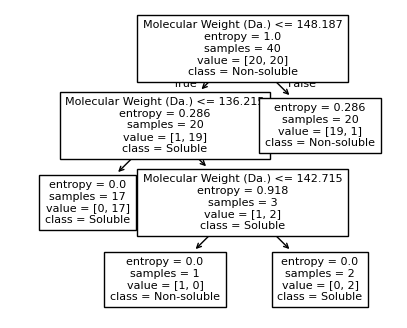 Molecular Weight (Da.) <= 148.187
entropy = 1.0
samples = 40
value = [20, 20]
class = Non-soluble
Molecular Weight (Da.) <=
entropy = 0.286
samples = 20
value = [1, 19]
class = Soluble
entropy = 0.286
samples = 20
value = [19, 1]
class = Non-soluble
entropy = 0.0
samples = 17
value = [0, 17]
class = Soluble
Molecular Weight (Da.) <= 142.715
entropy = 0.918
samples = 3
value = [1, 2]
class = Soluble
entropy = 0.0
samples = 1
value = [1, 0]
class = Non-soluble
entropy = 0.0
samples = 2
value = [0, 2]
class = Soluble